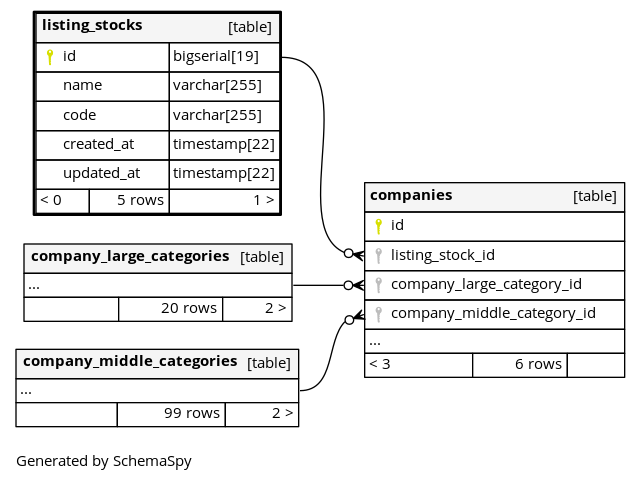 listing_stocks [table]
id bigserial[19]
name varchar[255]
code varchar[255]
created_at timestamp[22]
updated_at timestamp[22]
< 0 5 rows 1 >
companies [table]
id
listing_stock_id
company_large_category_id
company_middle_category_id
...
< 3 6 rows
company_large_categories [table]
...
20 rows 2 >
company_middle_categories [table]
...
99 rows 2 >
Generated by SchemaSpy